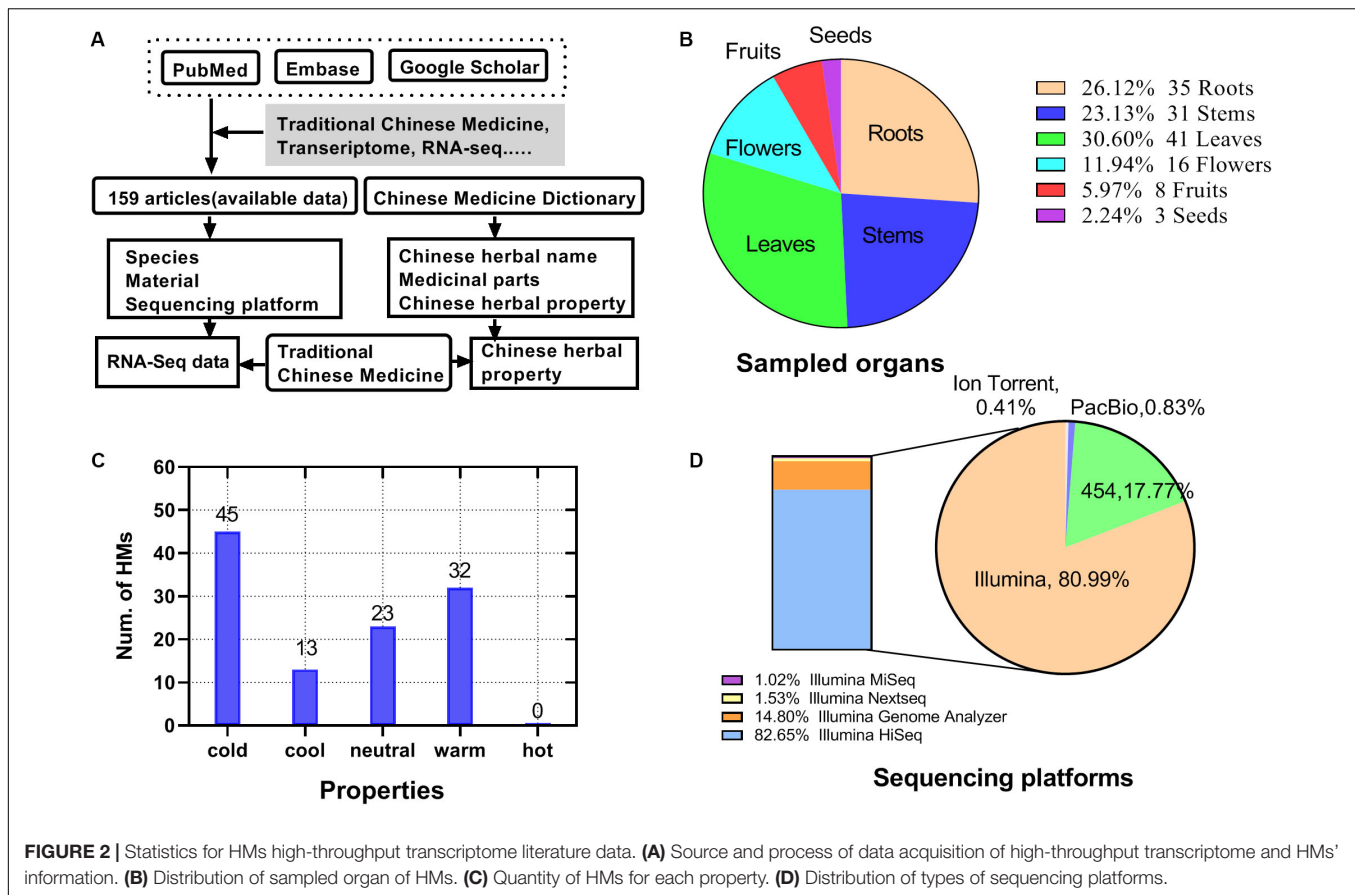 A
PubMed
Embase
Google Scholar
Traditional Chinese Medicine,
Transeriptome, RNA-seq.....
159 articles(available data)
Chinese Medicine Dictionary
Species
Material
Sequencing platform
Chinese herbal name
Medicinal parts
Chinese herbal property
RNA-Seq data
Traditional
Chinese Medicine
Chinese herbal
property
B
Seeds
Fruits
Flowers
Roots
Leaves
Stems
26.12% 35 Roots
23.13% 31 Stems
30.60% 41 Leaves
11.94% 16 Flowers
5.97% 8 Fruits
2.24% 3 Seeds
Sampled organs
C
Num. of HMs
60
50
40
30
20
10
0
45
13
23
32
0
cold
cool
neutral
warm
hot
Properties
D
Ion Torrent,
0.41%
PacBio,0.83%
454,17.77%
Illumina, 80.99%
1.02% Illumina MiSeq
1.53% Illumina Nextseq
14.80% Illumina Genome Analyzer
82.65% Illumina HiSeq
Sequencing platforms
FIGURE 2 | Statistics for HMs high-throughput transcriptome literature data. (A) Source and process of data acquisition of high-throughput transcriptome and HMs'
information. (B) Distribution of sampled organ of HMs. (C) Quantity of HMs for each property. (D) Distribution of types of sequencing platforms.